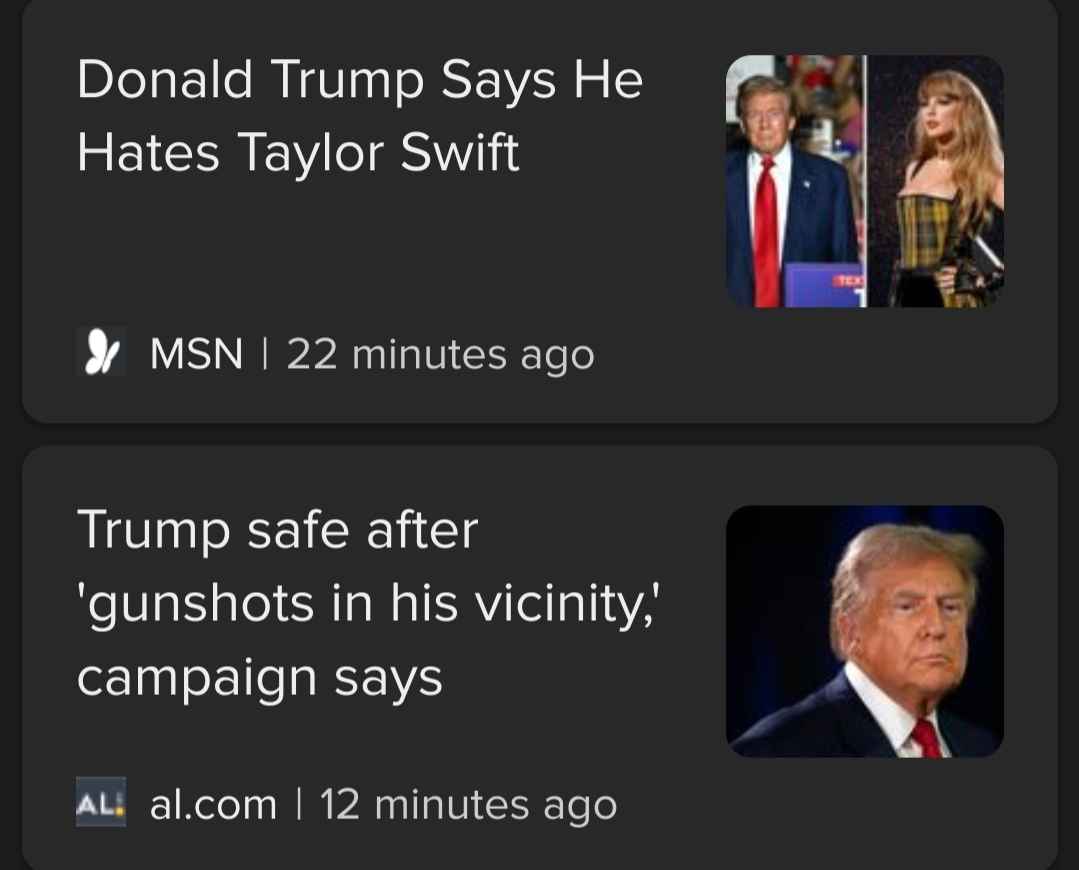 Donald Trump Says He
Hates Taylor Swift
TEX
MSN | 22 minutes ago
Trump safe after
'gunshots in his vicinity,'
campaign says
AL:
al.com | 12 minutes ago